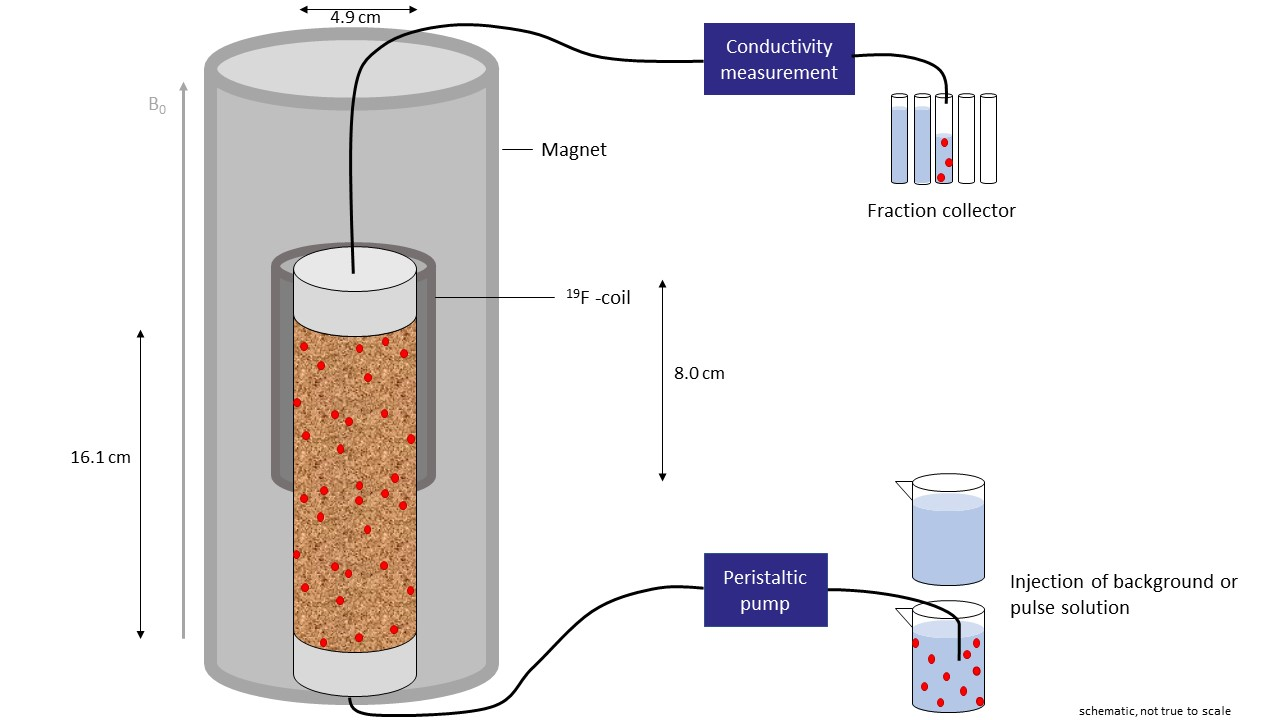 4.9 cm
Conductivity
measurement
B₀
Magnet
Fraction collector
¹⁹F -coil
8.0 cm
16.1 cm
Peristaltic
pump
Injection of background or
pulse solution
schematic, not true to scale